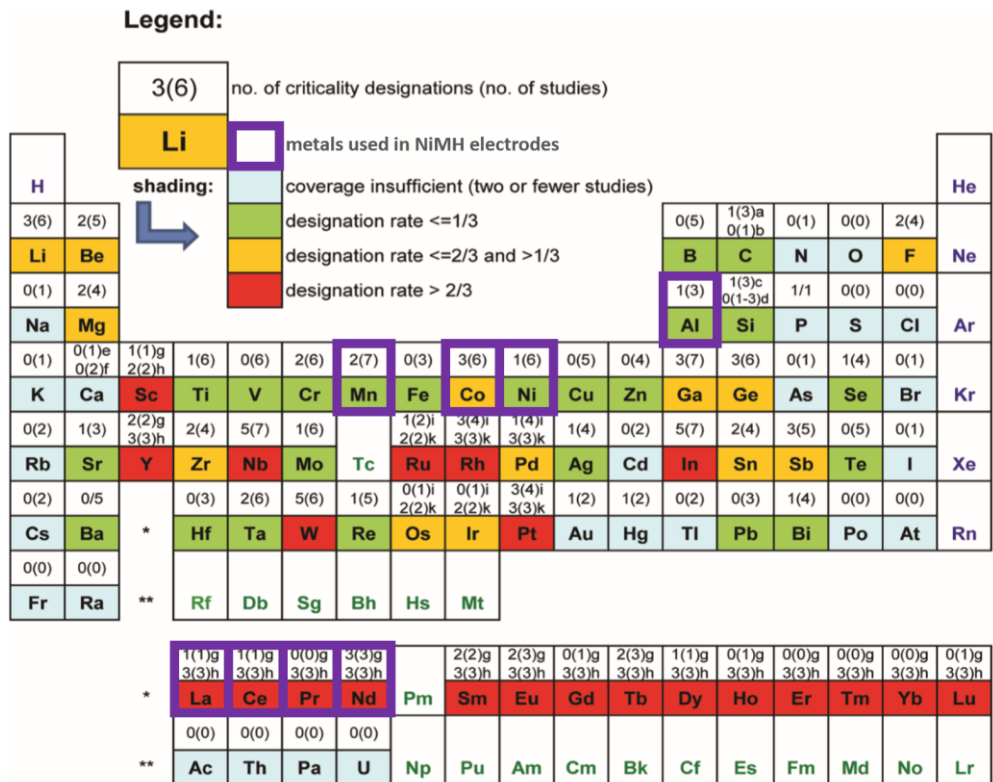 Legend:
3(6) no. of criticality designations (no. of studies)
Li metals used in NiMH electrodes
shading: coverage insufficient (two or fewer studies)
designation rate <=1/3
designation rate <=2/3 and >1/3
designation rate > 2/3
H He
3(6) 2(5) 0(5) 1(3)a 0(1)b 0(1) 0(0) 2(4)
Li Be B C N O F Ne
0(1) 2(4) 1(3) 1(3)c 0(1-3)d 1/1 0(0) 0(0)
Na Mg Al Si P S Cl Ar
0(1) 0(1)e 0(2)f 1(1)g 2(2)h 1(6) 0(6) 2(6) 2(7) 0(3) 3(6) 1(6) 0(5) 0(4) 3(7) 3(6) 0(1) 1(4) 0(1)
K Ca Sc Ti V Cr Mn Fe Co Ni Cu Zn Ga Ge As Se Br Kr
0(2) 1(3) 2(2)g 3(3)h 2(4) 5(7) 1(6) 1(2)i 2(2)k 3(4)i 3(3)k 1(4)i 3(3)k 1(4) 0(2) 5(7) 2(4) 3(5) 0(5) 0(1)
Rb Sr Y Zr Nb Mo Tc Ru Rh Pd Ag Cd In Sn Sb Te I Xe
0(2) 0/5 0(3) 2(6) 5(6) 1(5) 0(1)i 2(2)k 0(1)i 2(2)k 3(4)i 3(3)k 1(2) 1(2) 0(2) 0(3) 1(4) 0(0) 0(0)
Cs Ba * Hf Ta W Re Os Ir Pt Au Hg Tl Pb Bi Po At Rn
0(0) 0(0)
Fr Ra ** Rf Db Sg Bh Hs Mt
1(1)g 3(3)h 1(1)g 3(3)h 0(0)g 3(3)h 3(3)g 3(3)h 2(2)g 3(3)h 2(3)g 3(3)h 0(1)g 3(3)h 2(3)g 3(3)h 1(1)g 3(3)h 0(1)g 3(3)h 0(0)g 3(3)h 0(0)g 3(3)h 0(0)g 3(3)h 0(1)g 3(3)h
* La Ce Pr Nd Pm Sm Eu Gd Tb Dy Ho Er Tm Yb Lu
0(0) 0(0) 0(0) 0(0)
** Ac Th Pa U Np Pu Am Cm Bk Cf Es Fm Md No Lr